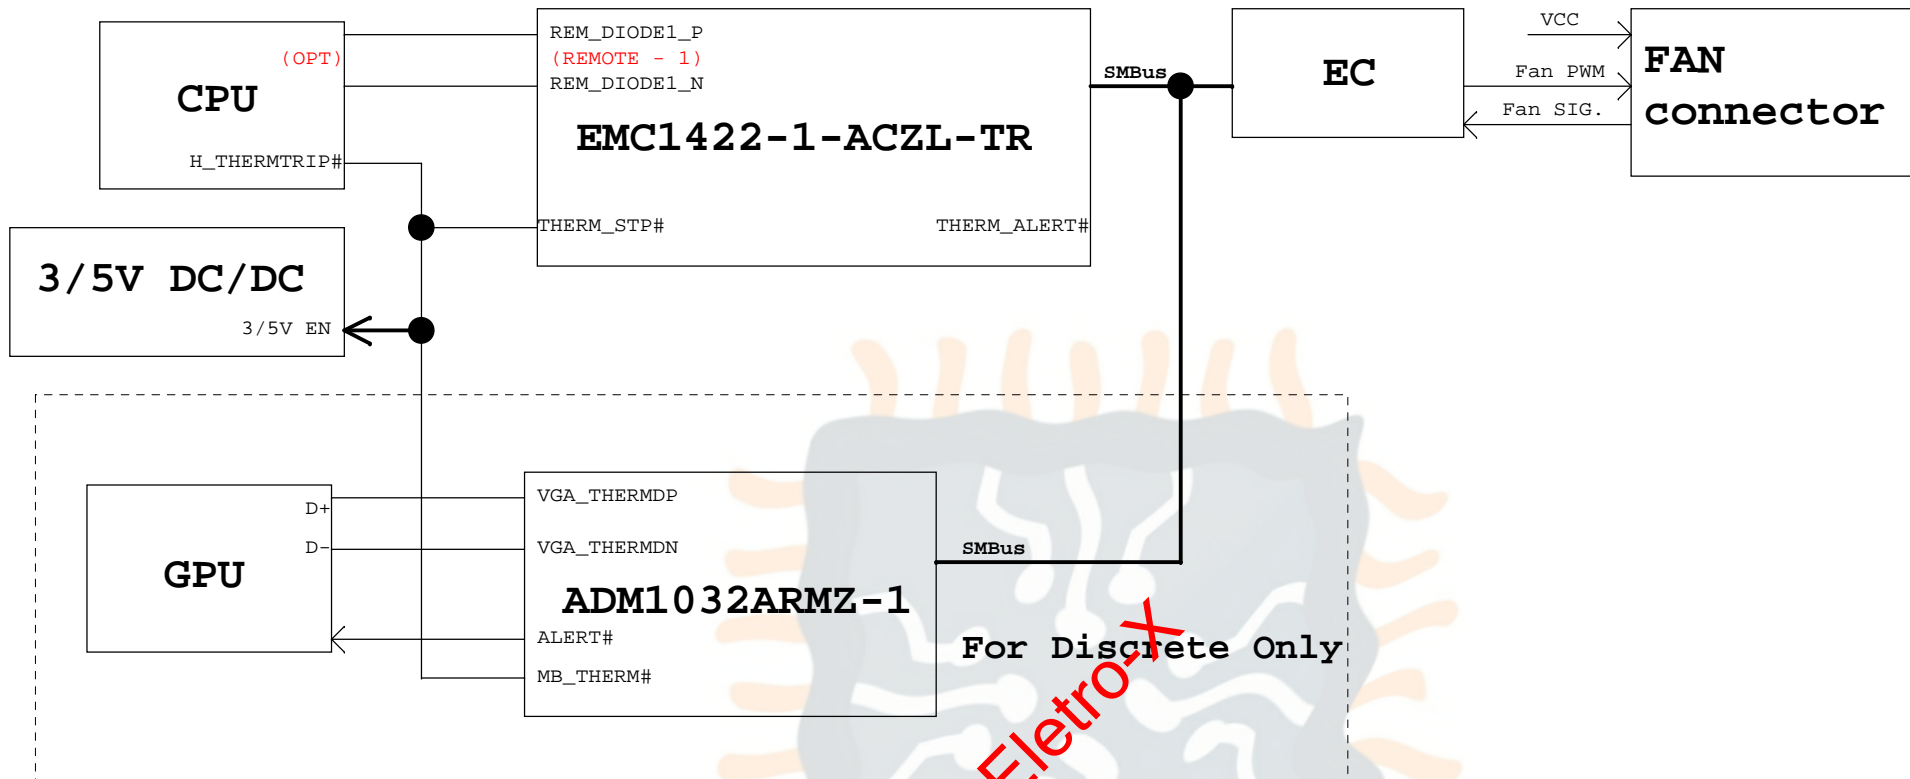 CPU
(OPT)
H_THERMTRIP#
REM_DIODE1_P
(REMOTE - 1)
REM_DIODE1_N
EMC1422-1-ACZL-TR
THERM_STP#
THERM_ALERT#
SMBus
EC
VCC
Fan PWM
Fan SIG.
FAN
connector
3/5V DC/DC
3/5V EN
GPU
D+
D-
VGA_THERMDP
VGA_THERMDN
ADM1032ARMZ-1
ALERT#
MB_THERM#
SMBus
For Discrete Only
Eletro-X